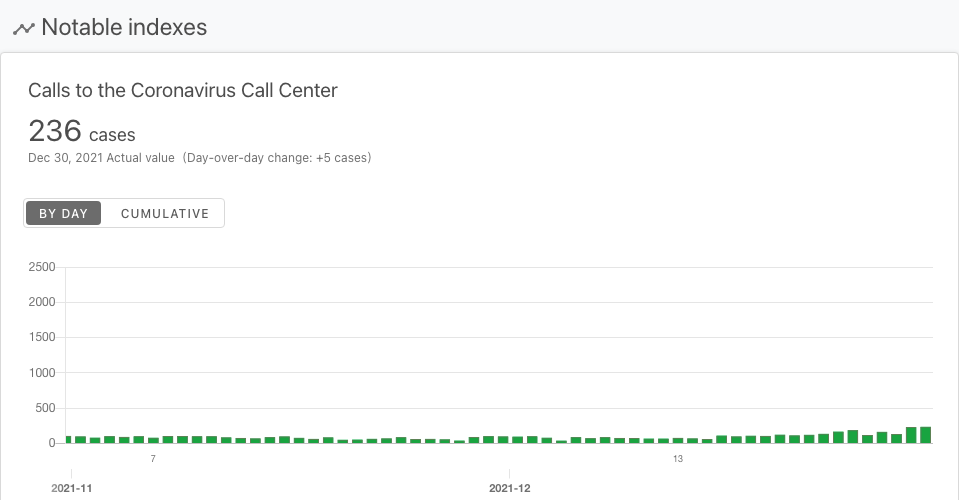 Notable indexes
Calls to the Coronavirus Call Center
236 cases
Dec 30, 2021 Actual value (Day-over-day change: +5 cases)
BY DAY CUMULATIVE
2500
2000
1500
1000
500
0
7 13
2021-11 2021-12